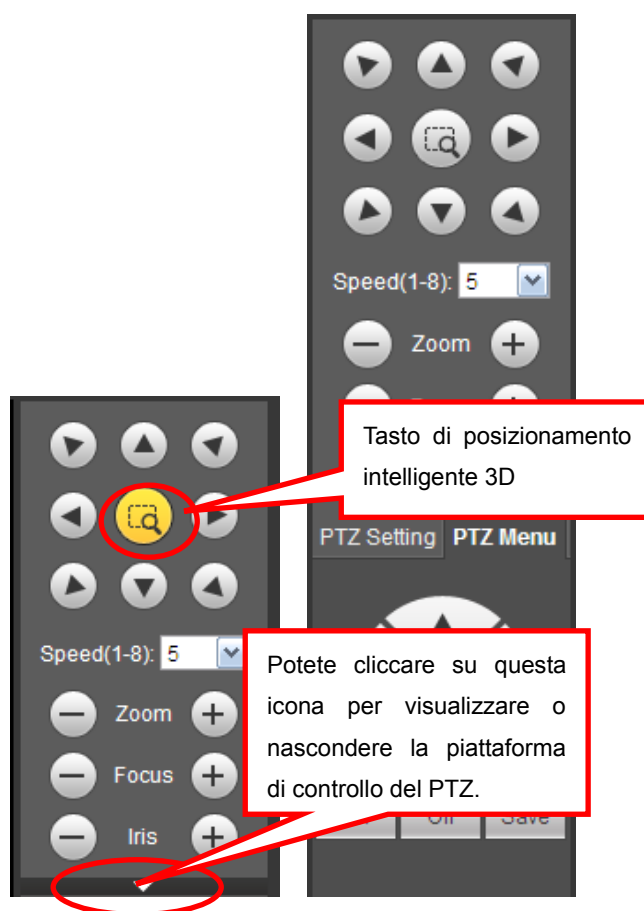 Speed(1-8): 5
Zoom
Tasto di posizionamento
intelligente 3D
PTZ Setting PTZ Menu
Speed(1-8): 5
Zoom
Focus
Iris
Potete cliccare su questa
icona per visualizzare o
nascondere la piattaforma
di controllo del PTZ.
Off Save